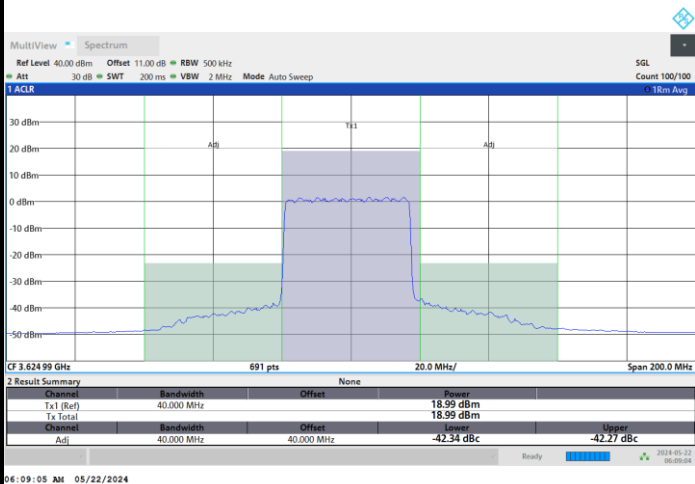 MultiView Spectrum
Ref Level 40.00 dBm Offset 11.00 dB RBW 500 kHz SGL
Att 30 dB SWT 200 ms VBW 2 MHz Mode Auto Sweep Count 100/100
1 ACLR 1Rm Avg
30 dBm
Tx1
20 dBm
Adj Adj
10 dBm
0 dBm
-10 dBm
-20 dBm
-30 dBm
-40 dBm
-50 dBm
CF 3.624 99 GHz 691 pts 20.0 MHz/ Span 200.0 MHz
2 Result Summary None
Channel Bandwidth Offset Power
Tx1 (Ref) 40.000 MHz 18.99 dBm
Tx Total 18.99 dBm
Channel Bandwidth Offset Lower Upper
Adj 40.000 MHz 40.000 MHz -42.34 dBc -42.27 dBc
Ready 2024-05-22
06:09:04
06:09:05 AM 05/22/2024